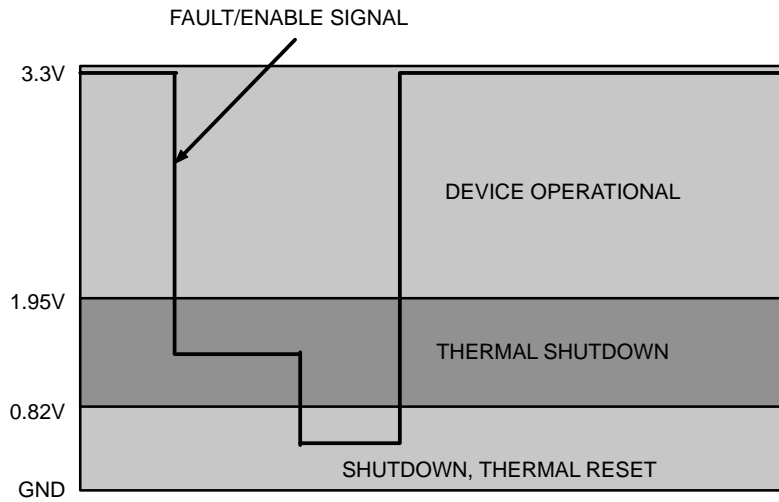 FAULT/ENABLE SIGNAL
3.3V
DEVICE OPERATIONAL
1.95V
THERMAL SHUTDOWN
0.82V
SHUTDOWN, THERMAL RESET
GND